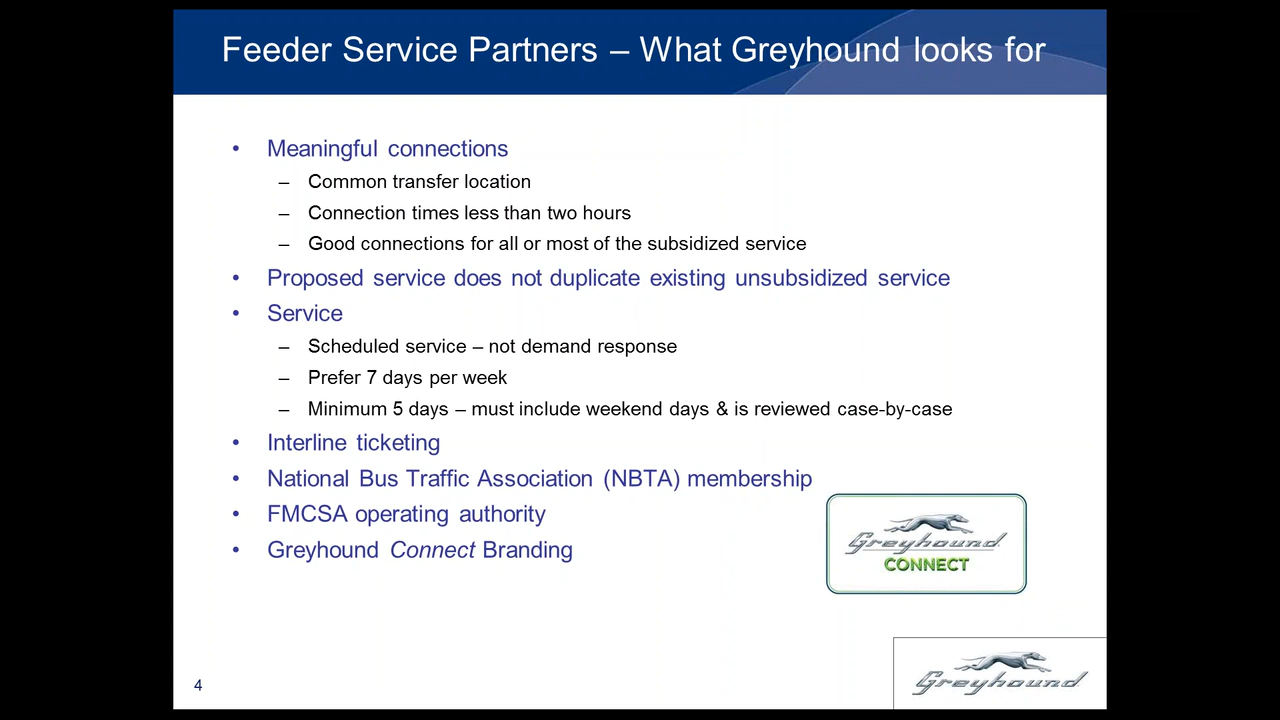 Feeder Service Partners – What Greyhound looks for
• Meaningful connections
– Common transfer location
– Connection times less than two hours
– Good connections for all or most of the subsidized service
• Proposed service does not duplicate existing unsubsidized service
• Service
– Scheduled service – not demand response
– Prefer 7 days per week
– Minimum 5 days – must include weekend days & is reviewed case-by-case
• Interline ticketing
• National Bus Traffic Association (NBTA) membership
• FMCSA operating authority
• Greyhound Connect Branding
Greyhound
CONNECT
Greyhound
4